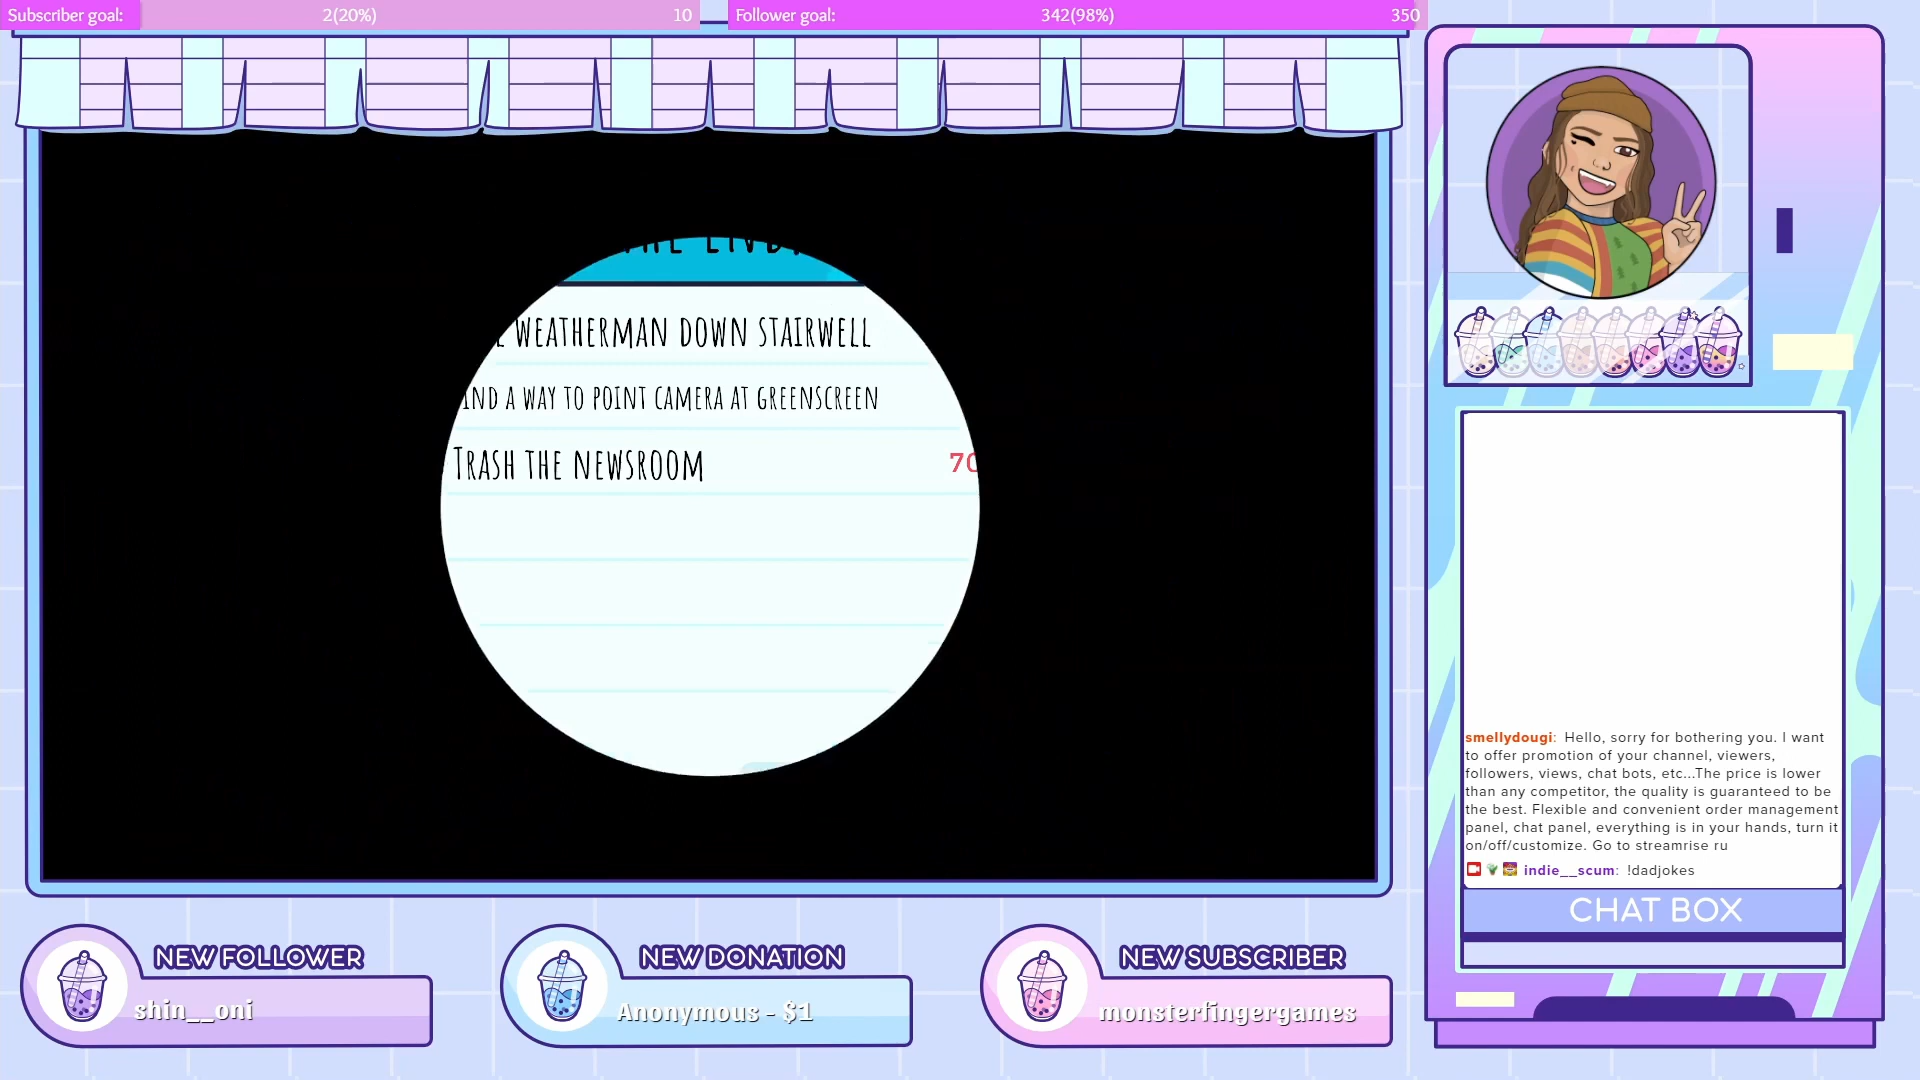 Subscriber goal: 2(20%) 10
Follower goal: 342(98%) 350
WEATHERMAN DOWN STAIRWELL
A WAY TO POINT CAMERA AT GREENSCREEN
TRASH THE NEWSROOM
smellydougi: Hello, sorry for bothering you. I want
to offer promotion of your channel, viewers,
followers, views, chat bots, etc...The price is lower
than any competitor, the quality is guaranteed to be
the best. Flexible and convenient order management
panel, chat panel, everything is in your hands, turn it
on/off/customize. Go to streamrise ru
indie__scum: !dadjokes
CHAT BOX
NEW FOLLOWER
shin__oni
NEW DONATION
Anonymous - $1
NEW SUBSCRIBER
monsterfingergames